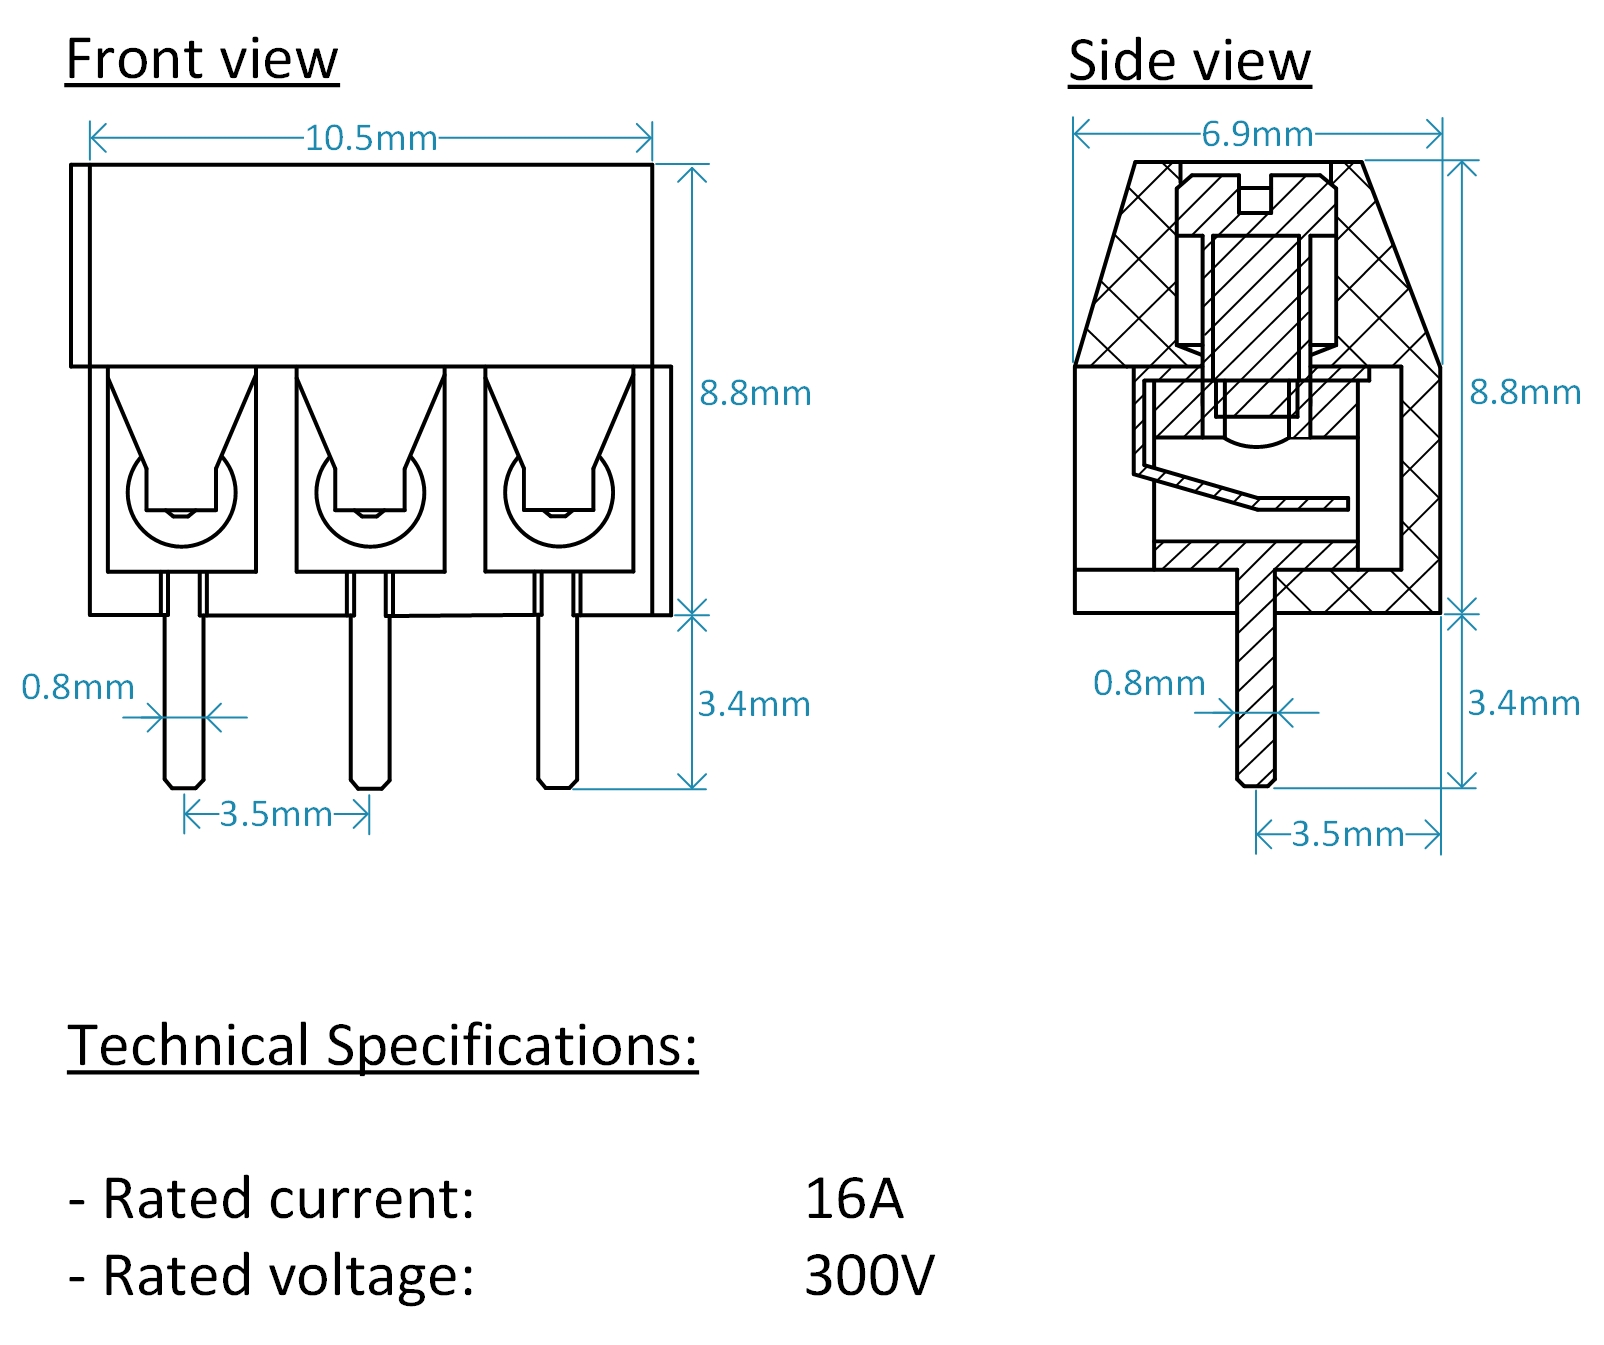 Front view
Side view
10.5mm
6.9mm
8.8mm
8.8mm
0.8mm
3.4mm
0.8mm
3.4mm
3.5mm
3.5mm
Technical Specifications:
- Rated current: 16A
- Rated voltage: 300V